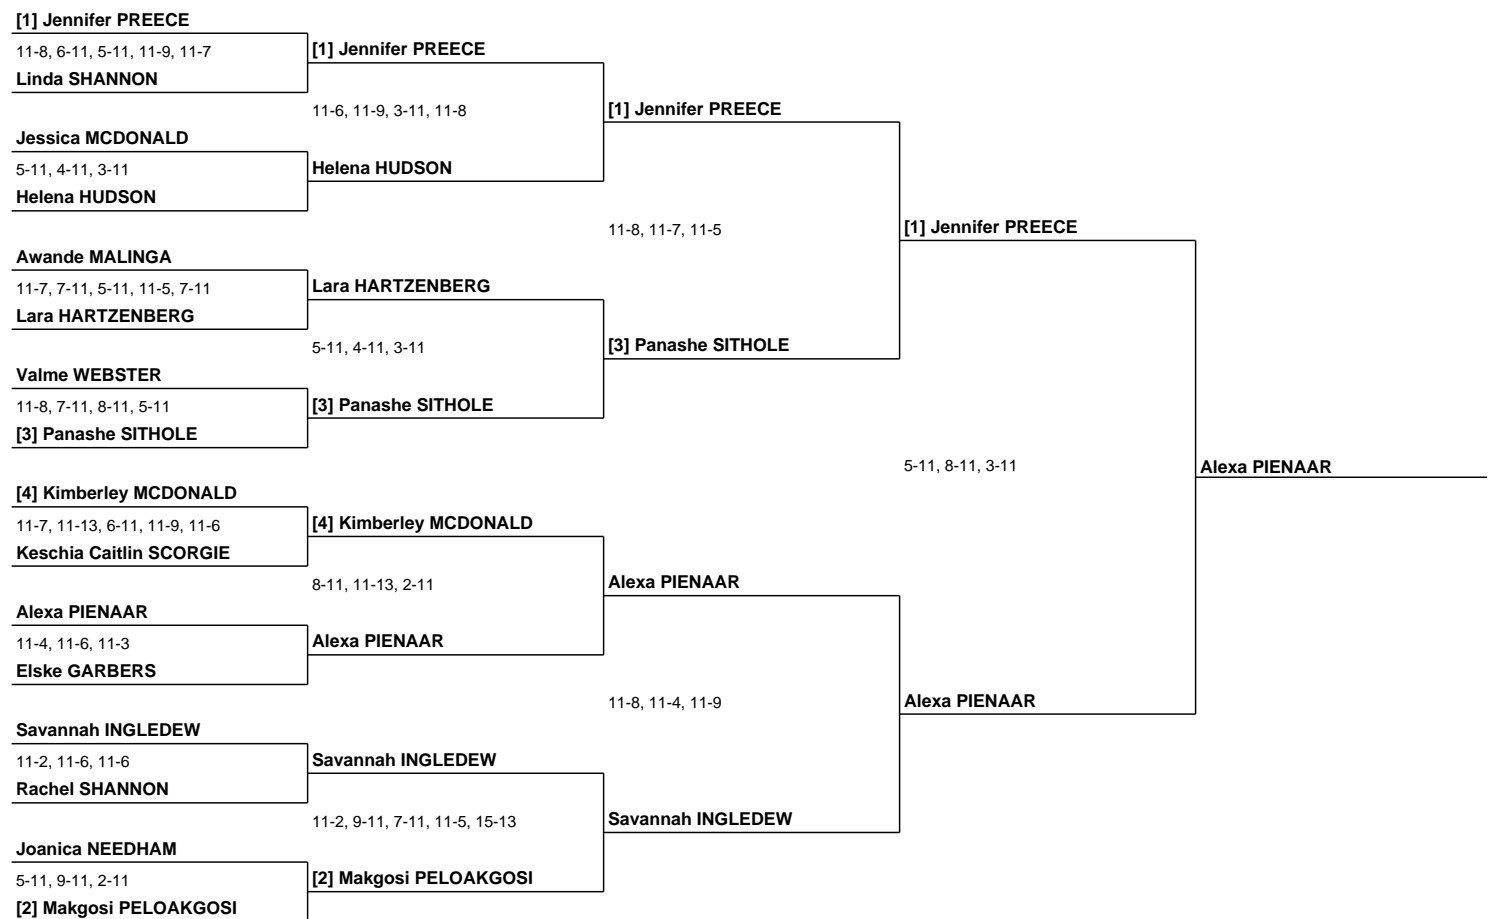 [1] Jennifer PREECE
11-8, 6-11, 5-11, 11-9, 11-7
Linda SHANNON
Jessica MCDONALD
5-11, 4-11, 3-11
Helena HUDSON
Awande MALINGA
11-7, 7-11, 5-11, 11-5, 7-11
Lara HARTZENBERG
Valme WEBSTER
11-8, 7-11, 8-11, 5-11
[3] Panashe SITHOLE
[4] Kimberley MCDONALD
11-7, 11-13, 6-11, 11-9, 11-6
Keschia Caitlin SCORGIE
Alexa PIENAAR
11-4, 11-6, 11-3
Elske GARBERS
Savannah INGLEDEW
11-2, 11-6, 11-6
Rachel SHANNON
Joanica NEEDHAM
5-11, 9-11, 2-11
[2] Makgosi PELOAKGOSI
[1] Jennifer PREECE
11-6, 11-9, 3-11, 11-8
Helena HUDSON
Lara HARTZENBERG
5-11, 4-11, 3-11
[3] Panashe SITHOLE
[4] Kimberley MCDONALD
8-11, 11-13, 2-11
Alexa PIENAAR
Savannah INGLEDEW
11-2, 9-11, 7-11, 11-5, 15-13
[2] Makgosi PELOAKGOSI
[1] Jennifer PREECE
11-8, 11-7, 11-5
[3] Panashe SITHOLE
Alexa PIENAAR
11-8, 11-4, 11-9
Savannah INGLEDEW
[1] Jennifer PREECE
5-11, 8-11, 3-11
Alexa PIENAAR
Alexa PIENAAR